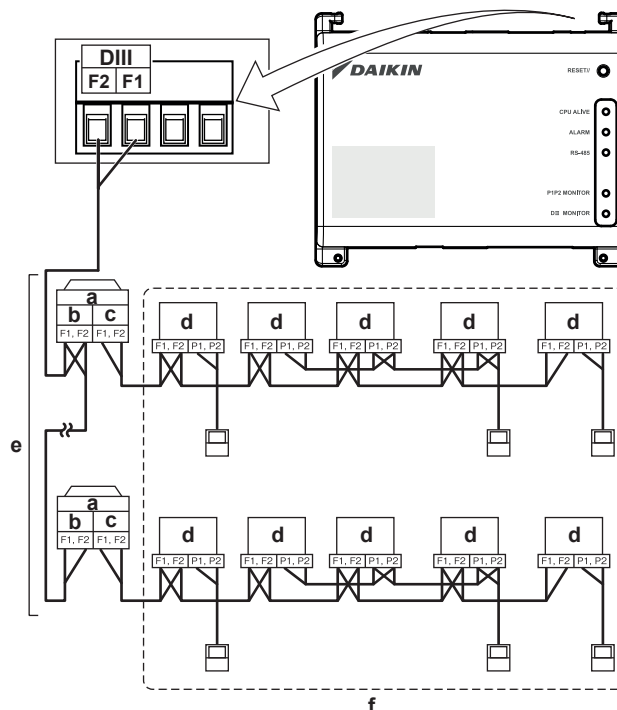 DIII
F2 F1
DAIKIN
RESET//
CPU ALIVE
ALARM
RS-485
P1P2 MONITOR
DIII MONITOR
a
b c
F1, F2 F1, F2
d d d d d
F1, F2 P1, P2 F1, F2 P1, P2 F1, F2 P1, P2 F1, F2 P1, P2 F1, F2 P1, P2
e
a
b c
F1, F2 F1, F2
d d d d d
F1, F2 P1, P2 F1, F2 P1, P2 F1, F2 P1, P2 F1, F2 P1, P2 F1, F2 P1, P2
f